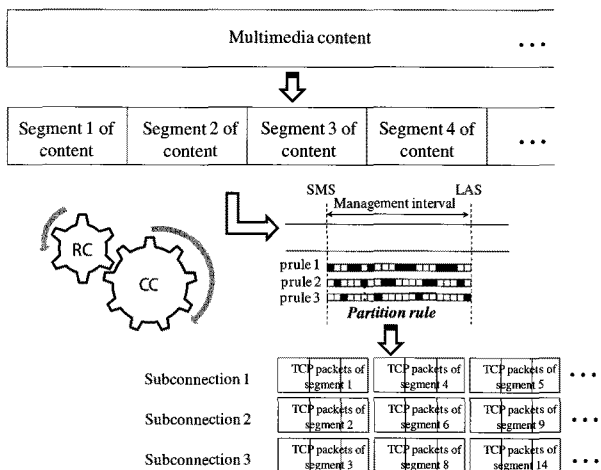 Multimedia content
...
Segment 1 of content
Segment 2 of content
Segment 3 of content
Segment 4 of content
...
SMS
LAS
Management interval
RC
CC
prule 1
prule 2
prule 3
Partition rule
Subconnection 1
TCP packets of segment 1
TCP packets of segment 4
TCP packets of segment 5
...
Subconnection 2
TCP packets of segment 2
TCP packets of segment 6
TCP packets of segment 9
...
Subconnection 3
TCP packets of segment 3
TCP packets of segment 8
TCP packets of segment 14
...